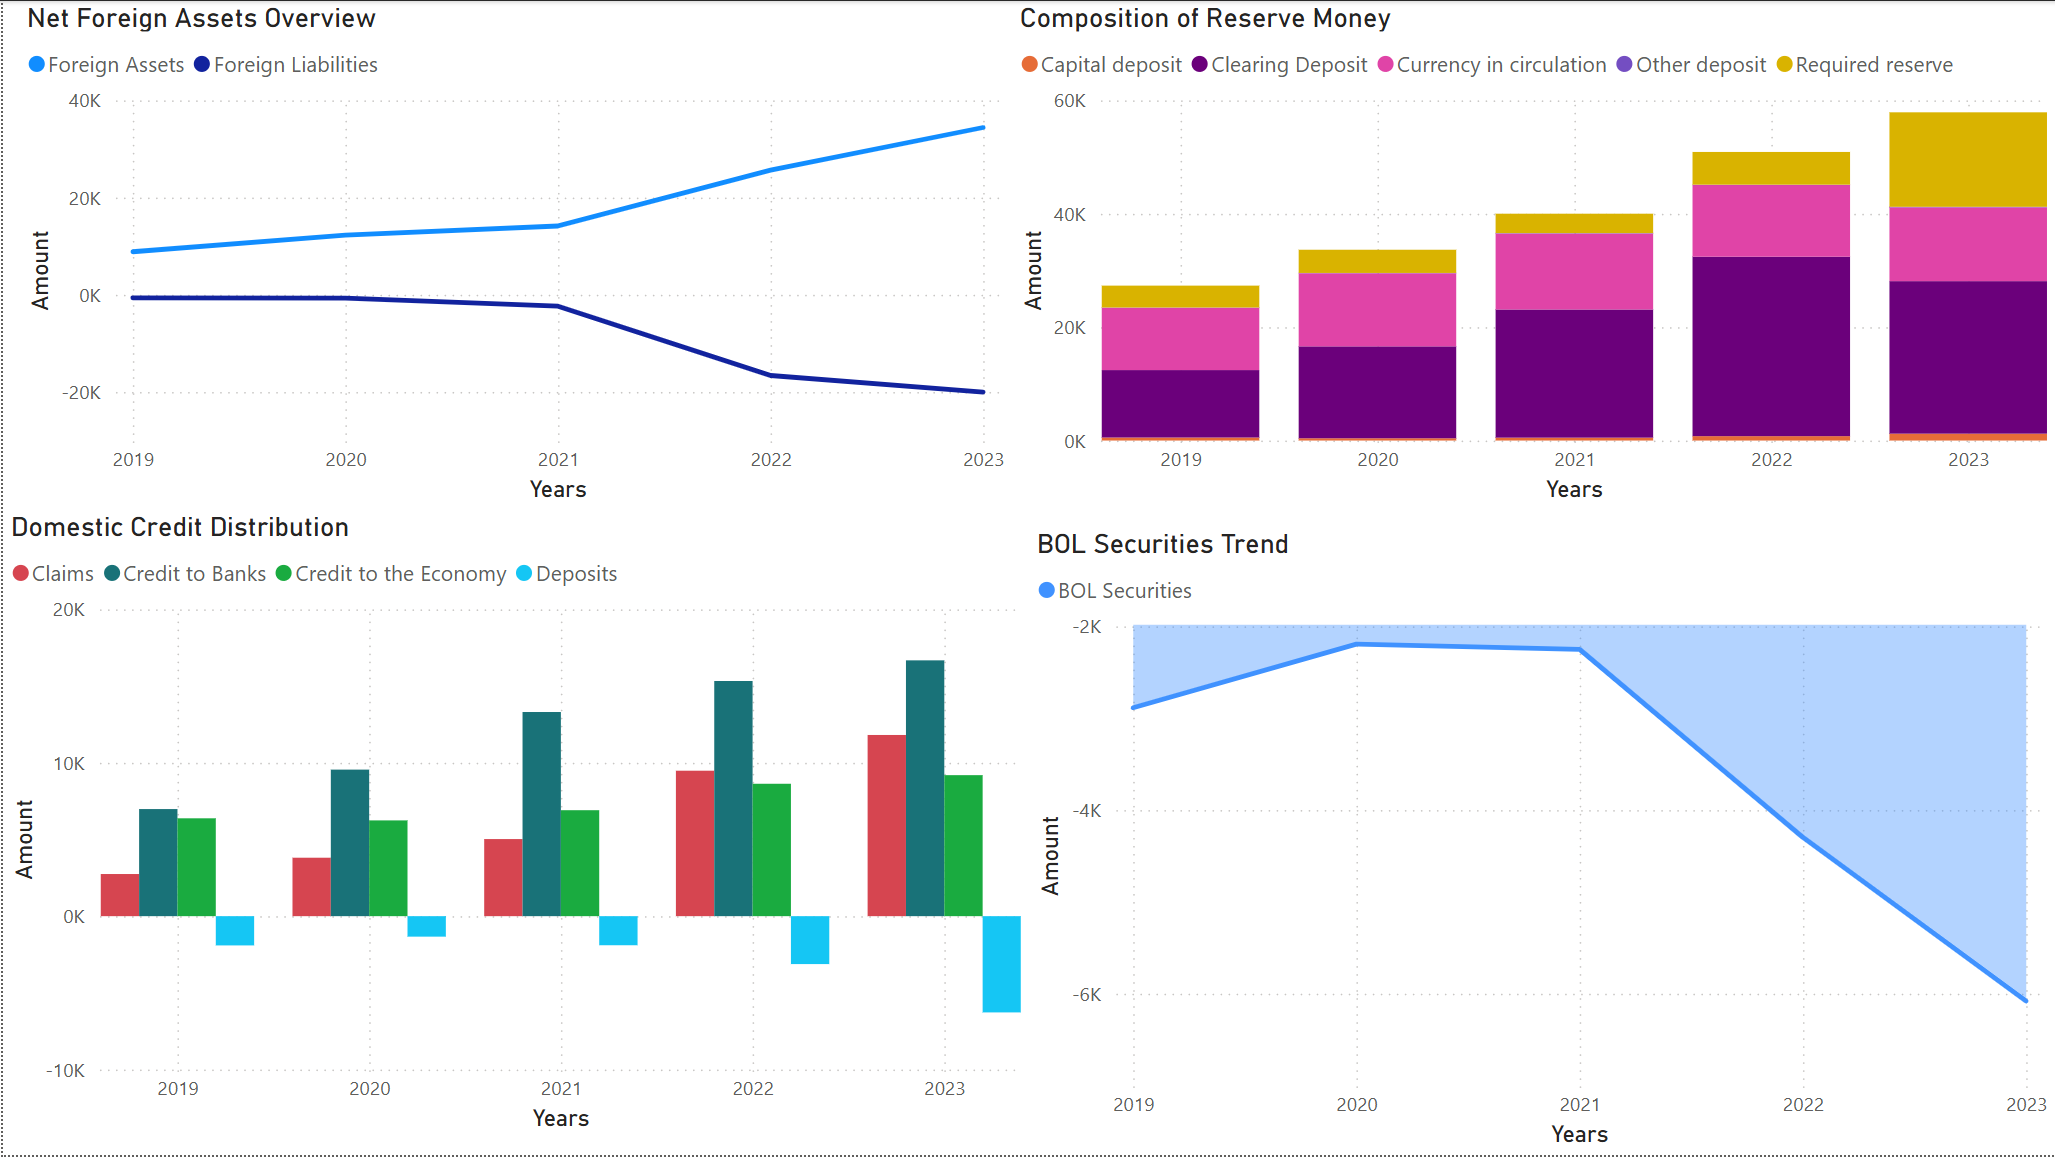 Net Foreign Assets Overview
Foreign Assets Foreign Liabilities
40K
20K
0K
-20K
Amount
2019 2020 2021 2022 2023
Years
Composition of Reserve Money
Capital deposit Clearing Deposit Currency in circulation Other deposit Required reserve
60K
40K
20K
0K
Amount
2019 2020 2021 2022 2023
Years
Domestic Credit Distribution
Claims Credit to Banks Credit to the Economy Deposits
20K
10K
0K
-10K
Amount
2019 2020 2021 2022 2023
Years
BOL Securities Trend
BOL Securities
-2K
-4K
-6K
Amount
2019 2020 2021 2022 2023
Years